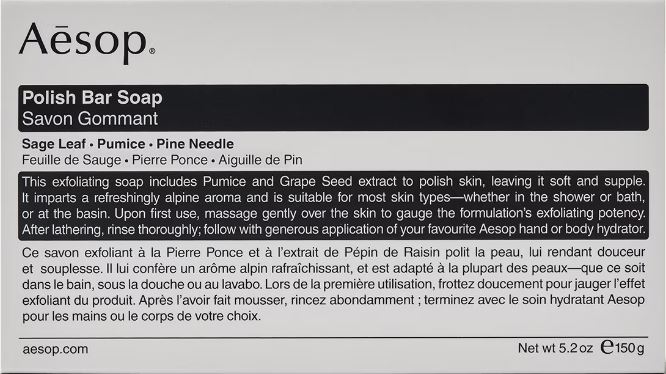 Aēsop®
Polish Bar Soap
Savon Gommant
Sage Leaf • Pumice • Pine Needle
Feuille de Sauge • Pierre Ponce • Aiguille de Pin
This exfoliating soap includes Pumice and Grape Seed extract to polish skin, leaving it soft and supple.
It imparts a refreshingly alpine aroma and is suitable for most skin types—whether in the shower or bath,
or at the basin. Upon first use, massage gently over the skin to gauge the formulation's exfoliating potency.
After lathering, rinse thoroughly; follow with generous application of your favourite Aesop hand or body hydrator.
Ce savon exfoliant à la Pierre Ponce et à l'extrait de Pépin de Raisin polit la peau, lui rendant douceur
et souplesse. Il lui confère un arôme alpin rafraîchissant, et est adapté à la plupart des peaux—que ce soit
dans le bain, sous la douche ou au lavabo. Lors de la première utilisation, frottez doucement pour jauger l'effet
exfoliant du produit. Après l'avoir fait mousser, rincez abondamment ; terminez avec le soin hydratant Aesop
pour les mains ou le corps de votre choix.
aesop.com Net wt 5.2 oz ℮150 g